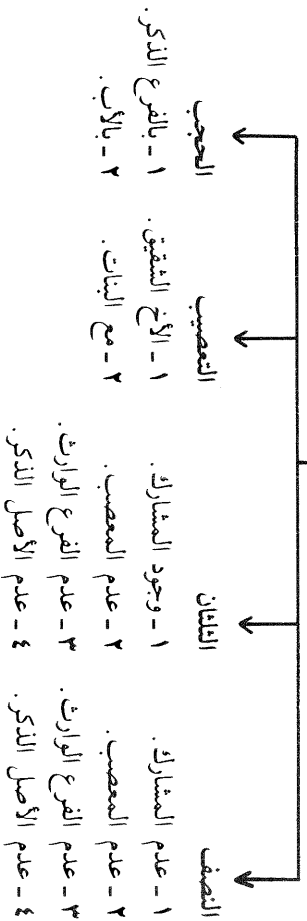 النصف
١ - عدم المشارك.
٢ - عدم المعصب.
٣ - عدم الفرع الوارث.
٤ - عدم الأصل الذكر.
الثلثان
١ - وجود المشارك.
٢ - عدم المعصب.
٣ - عدم الفرع الوارث.
٤ - عدم الأصل الذكر.
التعصيب
١ - الأخ الشقيق.
٢ - مع البنات.
الحجب
١ - بالفرع الذكر.
٢ - بالأب.